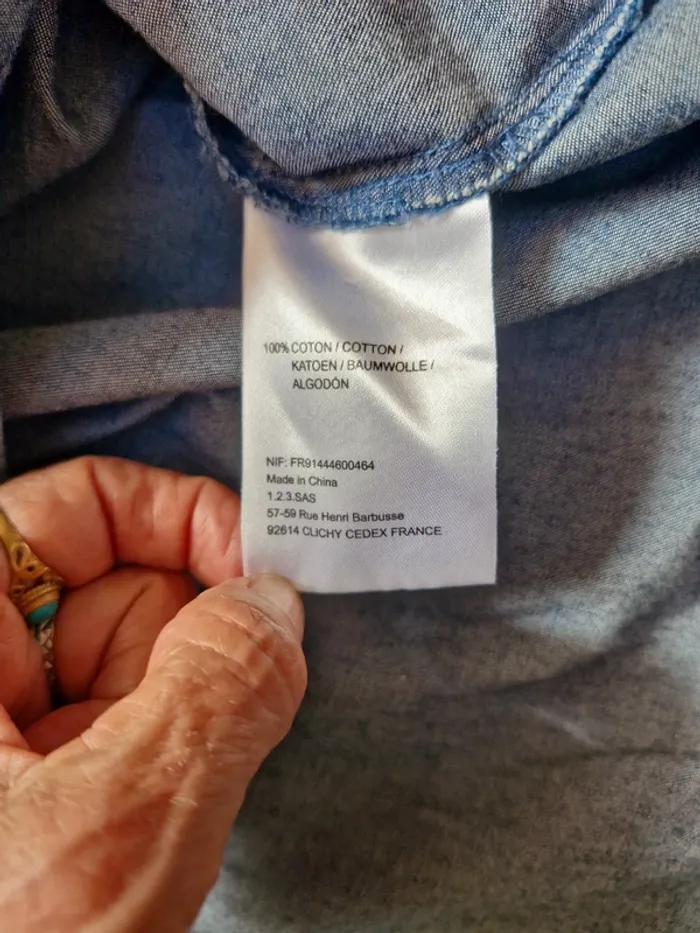 100% COTON / COTTON /
KATOEN / BAUMWOLLE /
ALGODÓN
NIF: FR91444600464
Made in China
1.2.3.SAS
57-59 Rue Henri Barbusse
92614 CLICHY CEDEX FRANCE